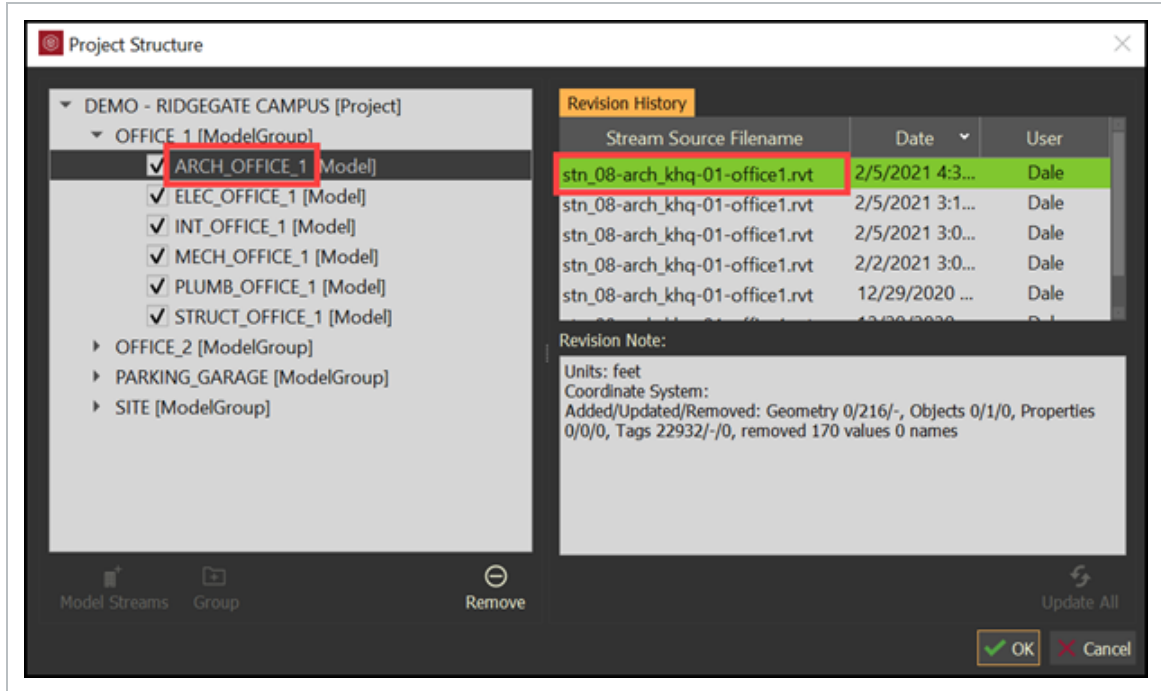 Project Structure
DEMO - RIDGEGATE CAMPUS [Project]
OFFICE_1 [ModelGroup]
ARCH_OFFICE_1 [Model]
ELEC_OFFICE_1 [Model]
INT_OFFICE_1 [Model]
MECH_OFFICE_1 [Model]
PLUMB_OFFICE_1 [Model]
STRUCT_OFFICE_1 [Model]
OFFICE_2 [ModelGroup]
PARKING_GARAGE [ModelGroup]
SITE [ModelGroup]
Model Streams Group Remove
Revision History
Stream Source Filename Date User
stn_08-arch_khq-01-office1.rvt 2/5/2021 4:3... Dale
stn_08-arch_khq-01-office1.rvt 2/5/2021 3:1... Dale
stn_08-arch_khq-01-office1.rvt 2/5/2021 3:0... Dale
stn_08-arch_khq-01-office1.rvt 2/2/2021 3:0... Dale
stn_08-arch_khq-01-office1.rvt 12/29/2020 ... Dale
Revision Note:
Units: feet
Coordinate System:
Added/Updated/Removed: Geometry 0/216/-, Objects 0/1/0, Properties
0/0/0, Tags 22932/-/0, removed 170 values 0 names
Update All
OK Cancel